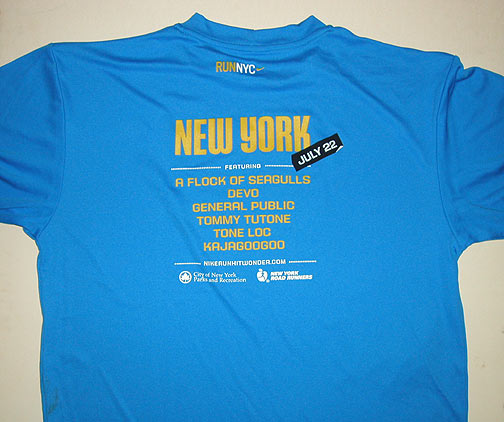 RUNNYC
NEW YORK
JULY 22
FEATURING
A FLOCK OF SEAGULLS
DEVO
GENERAL PUBLIC
TOMMY TUTONE
TONE LOC
KAJAGOOGOO
NIKERUNHITWONDER.COM
City of New York
Parks and Recreation
NEW YORK
ROAD RUNNERS